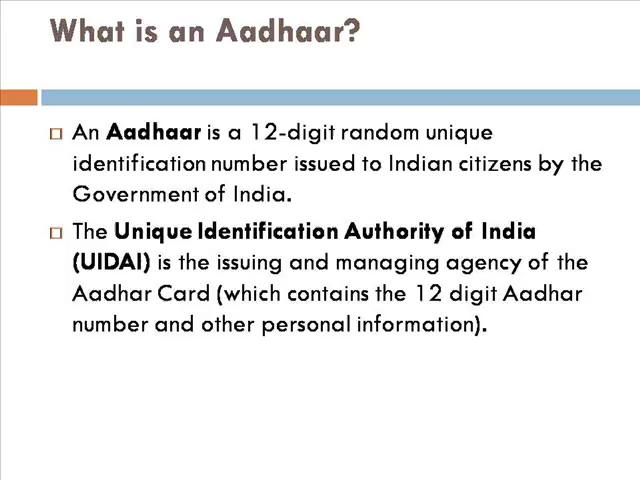 What is an Aadhaar?
An Aadhaar is a 12-digit random unique
identification number issued to Indian citizens by the
Government of India.
The Unique Identification Authority of India
(UIDAI) is the issuing and managing agency of the
Aadhar Card (which contains the 12 digit Aadhar
number and other personal information).